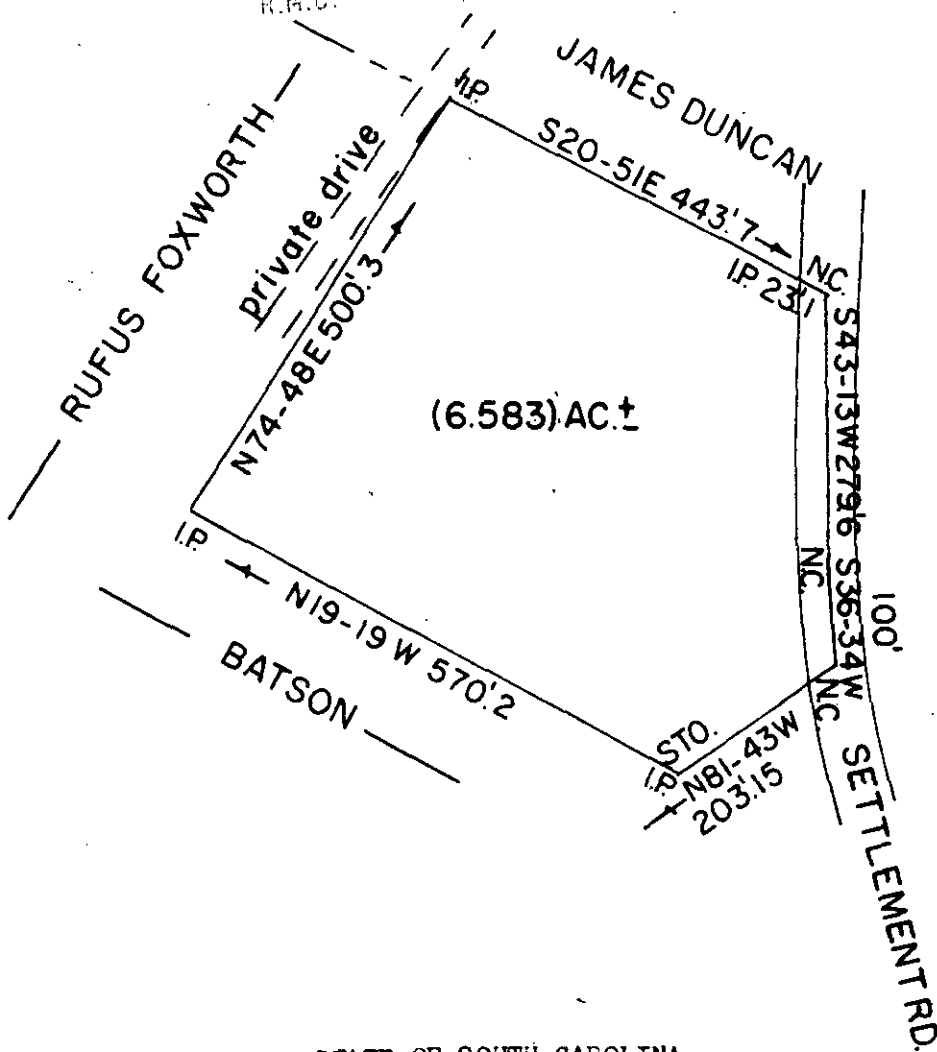 R.M.C.
JAMES DUNCAN
I.P.
S20-51E 443.'7
N.C.
I.P. 23.'1
private drive
RUFUS FOXWORTH
N74-48E 500.'3
(6.583) AC.±
S43-13W 279.'6 S36-34W
100'
N.C.
N.C.
I.P.
N19-19 W 570.'2
BATSON
STO.
I.P.
N81-43W
203.'15
SETTLEMENT RD.
STATE OF SOUTH CAROLINA